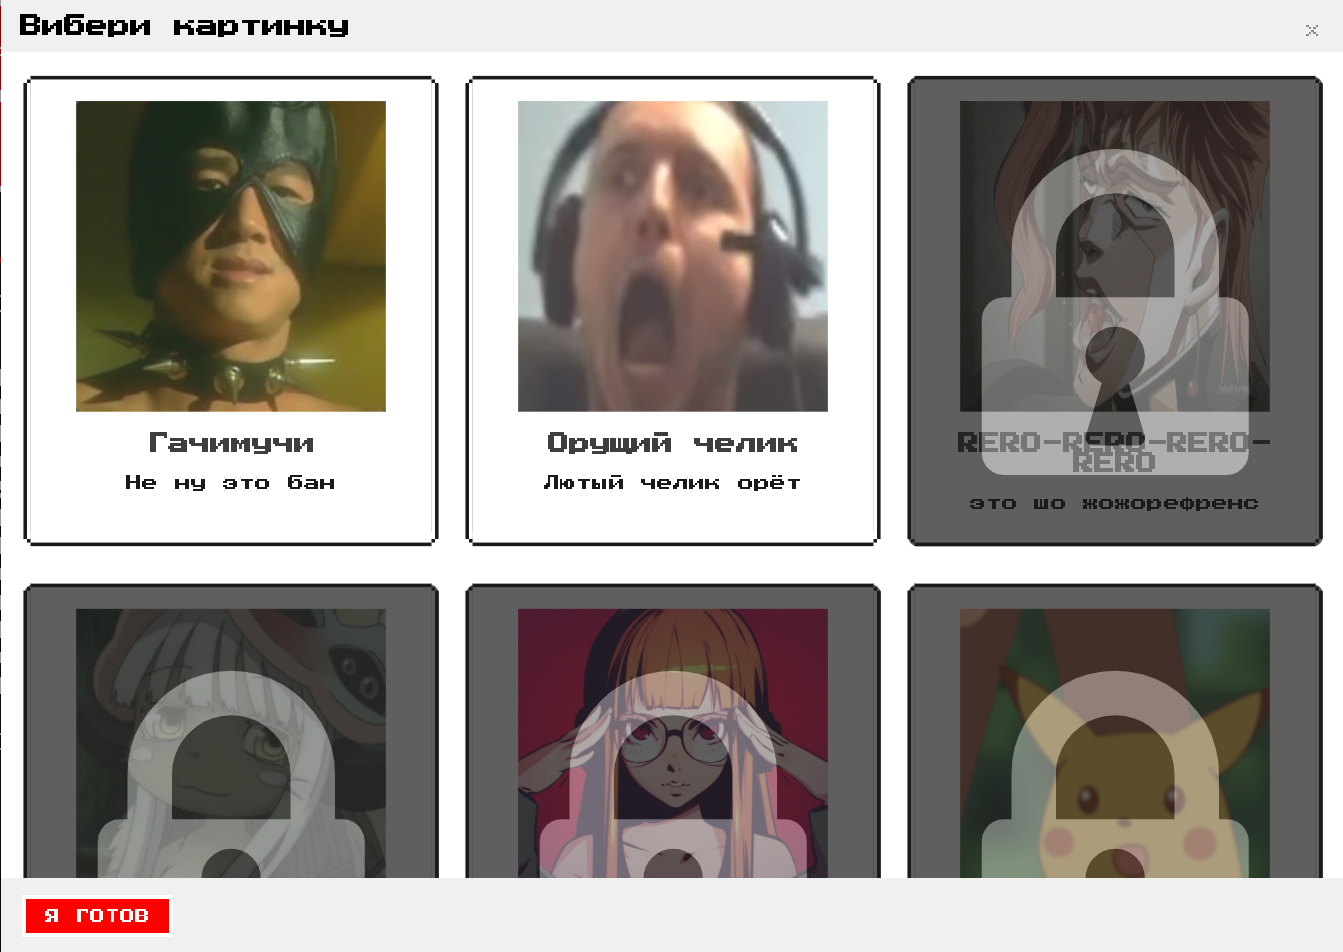 Вибери картинку
Гачимучи
Не ну это бан
Орущий челик
Лютый челик орёт
RERO-RERO-RERO-
RERO
это шо жожорефренс
Я ГОТОВ